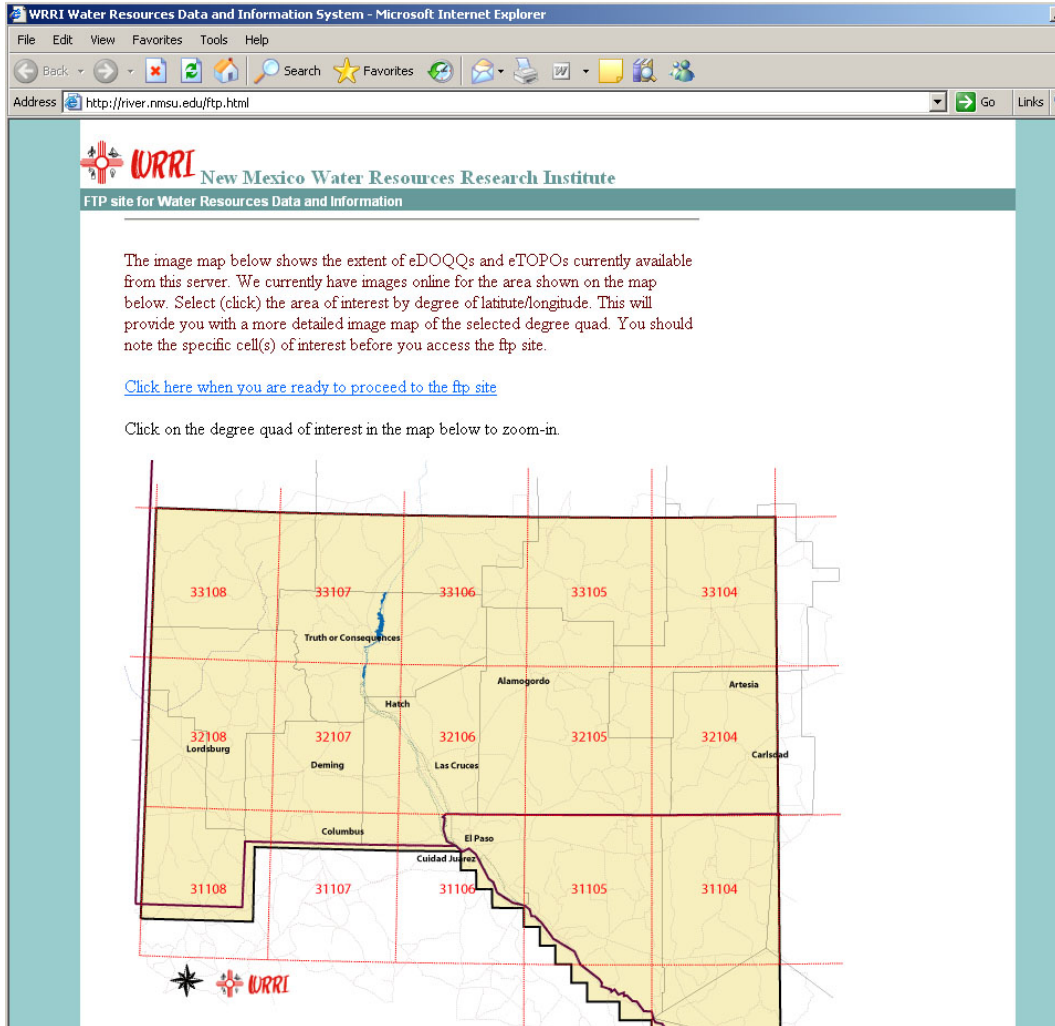 WRRI Water Resources Data and Information System - Microsoft Internet Explorer
File Edit View Favorites Tools Help
Back Search Favorites
Address http://river.nmsu.edu/ftp.html Go Links
WRRI New Mexico Water Resources Research Institute
FTP site for Water Resources Data and Information
The image map below shows the extent of eDOQQs and eTOPOs currently available
from this server. We currently have images online for the area shown on the map
below. Select (click) the area of interest by degree of latitute/longitude. This will
provide you with a more detailed image map of the selected degree quad. You should
note the specific cell(s) of interest before you access the ftp site.
Click here when you are ready to proceed to the ftp site
Click on the degree quad of interest in the map below to zoom-in.
33108 33107 33106 33105 33104
Truth or Consequences
Alamogordo Artesia
Hatch
32108 32107 32106 32105 32104
Lordsburg Carlsdad
Deming Las Cruces
Columbus El Paso
Cuidad Juarez
31108 31107 31106 31105 31104
WRRI